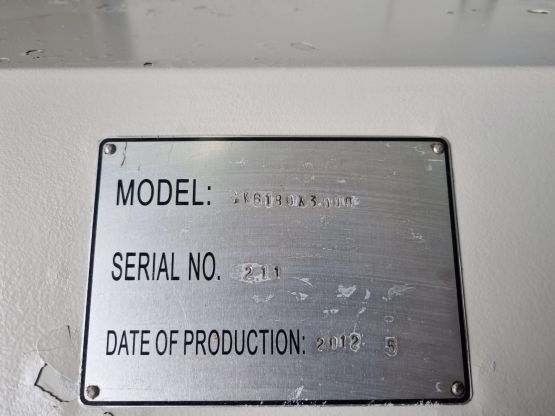 MODEL:
SERIAL NO. 211
DATE OF PRODUCTION: 2012 5